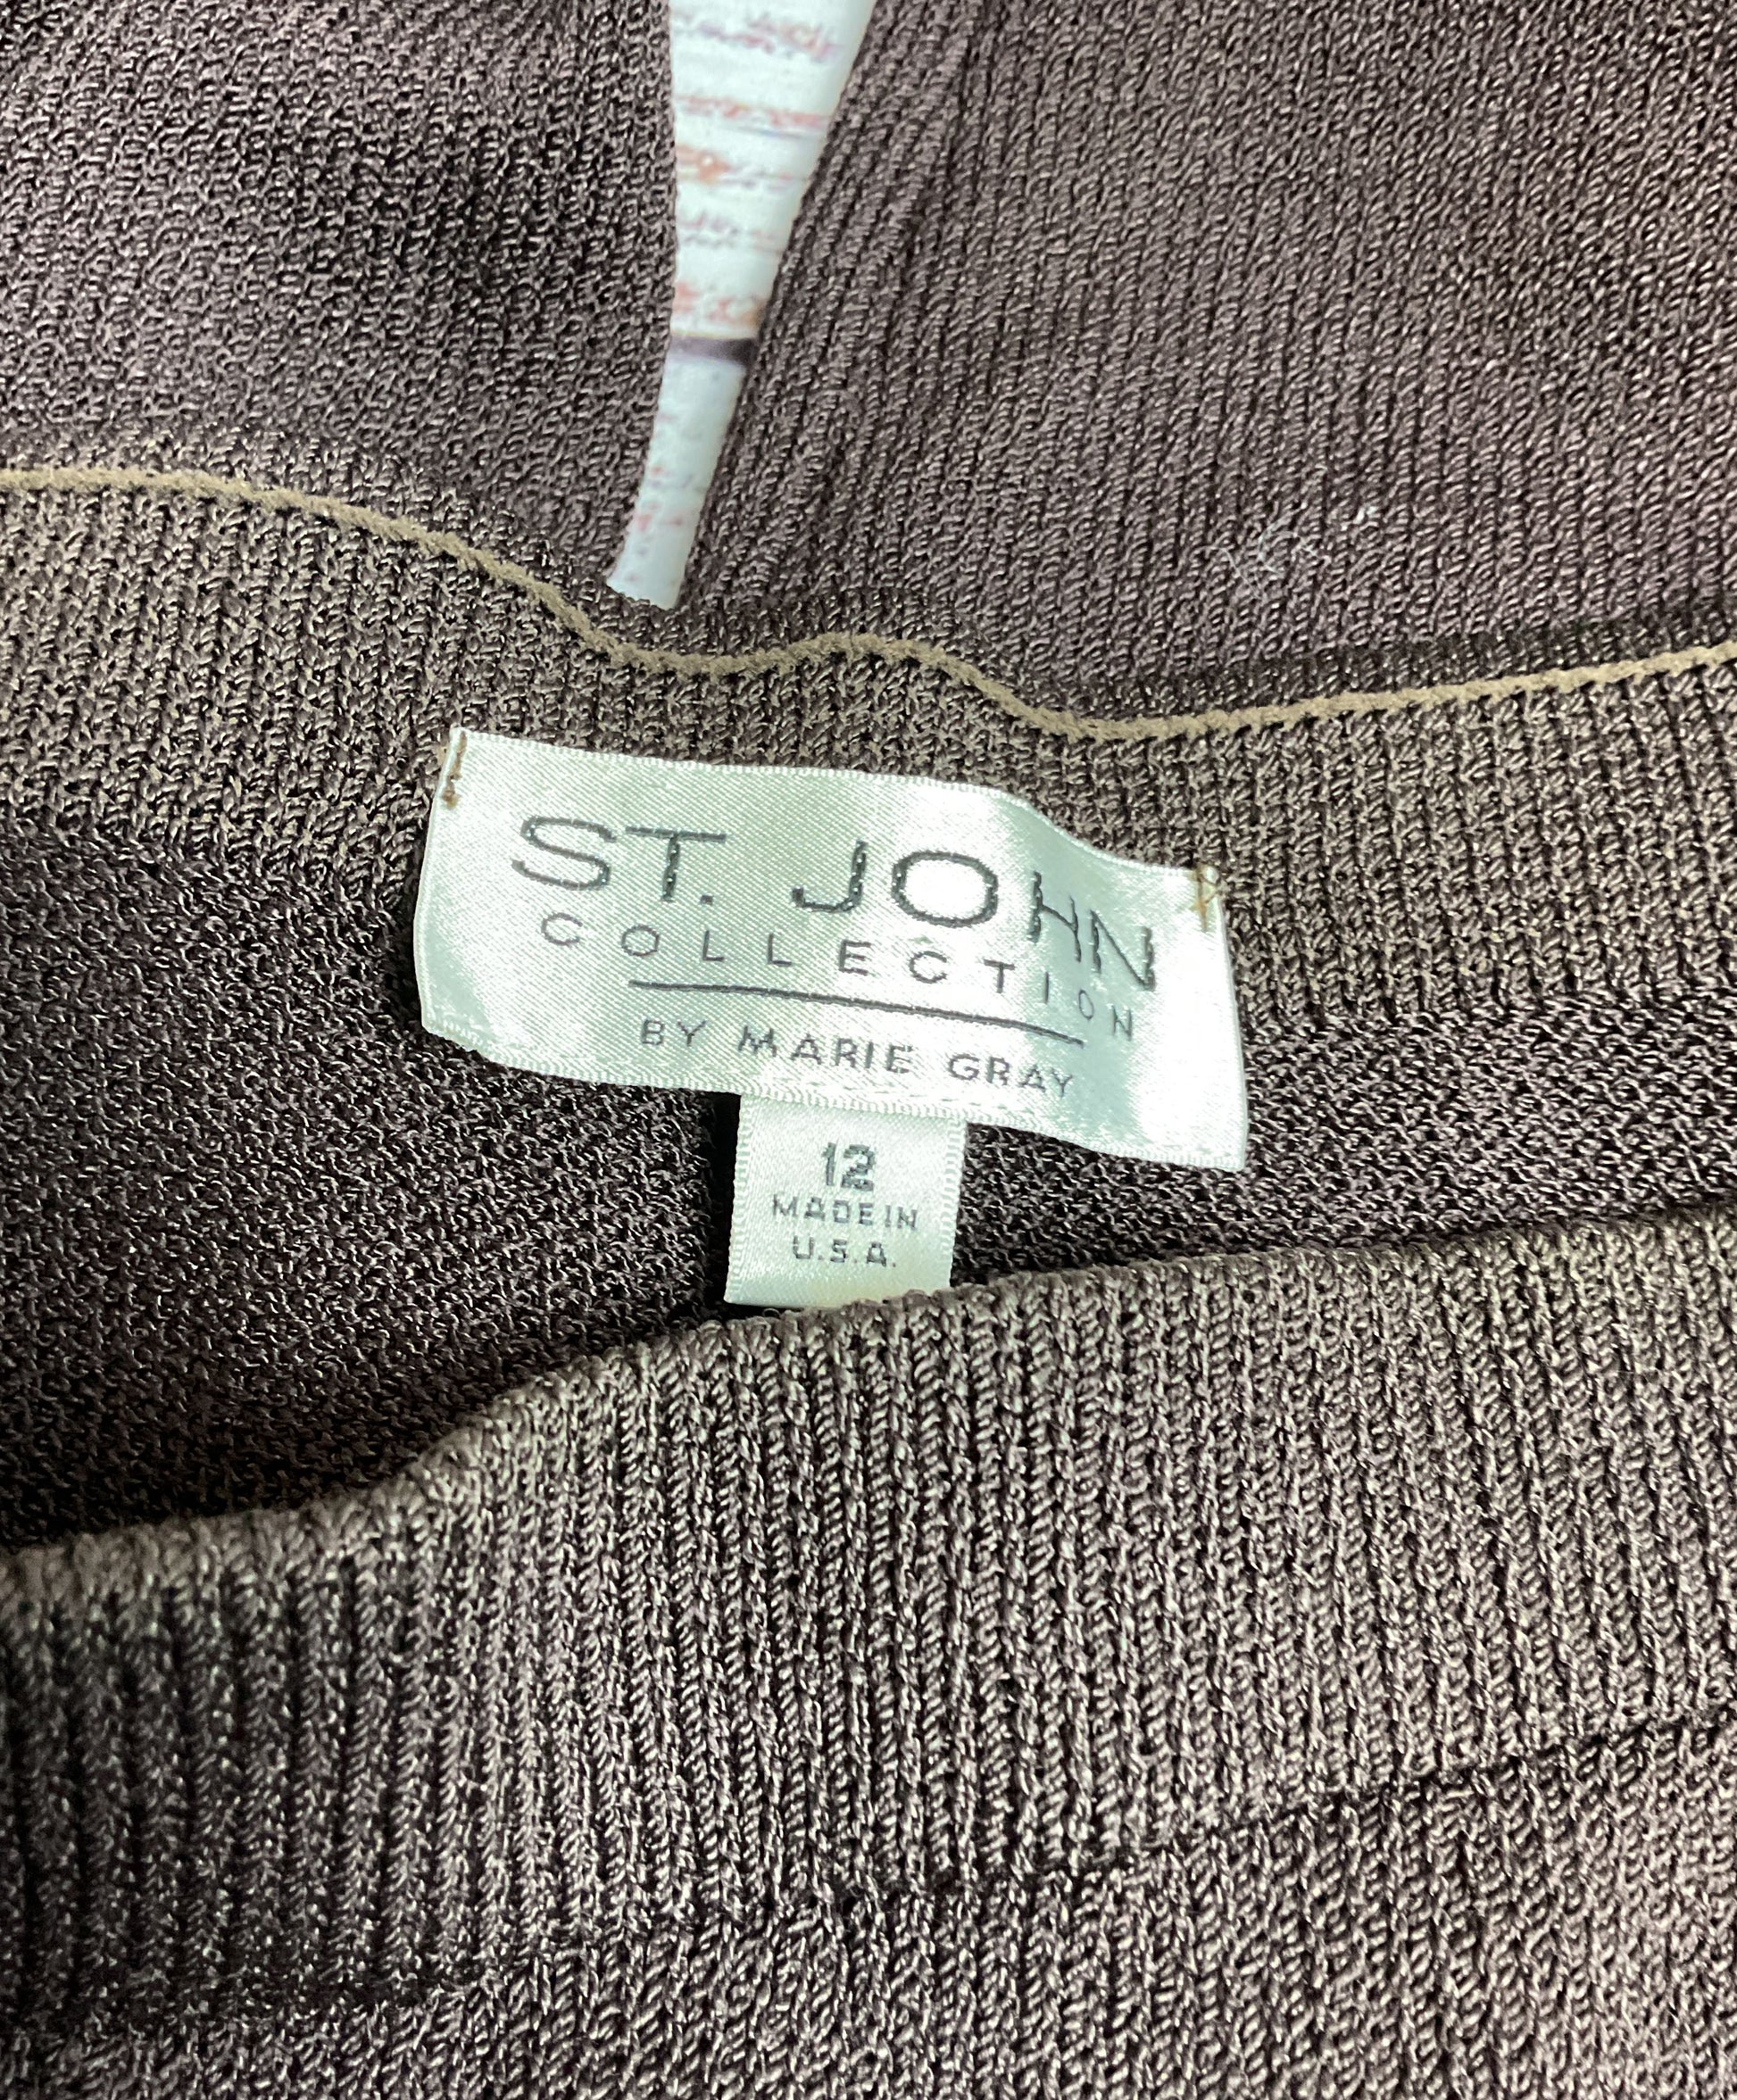 ST. JOHN
COLLECTION
BY MARIE GRAY
12
MADE IN
U.S.A.